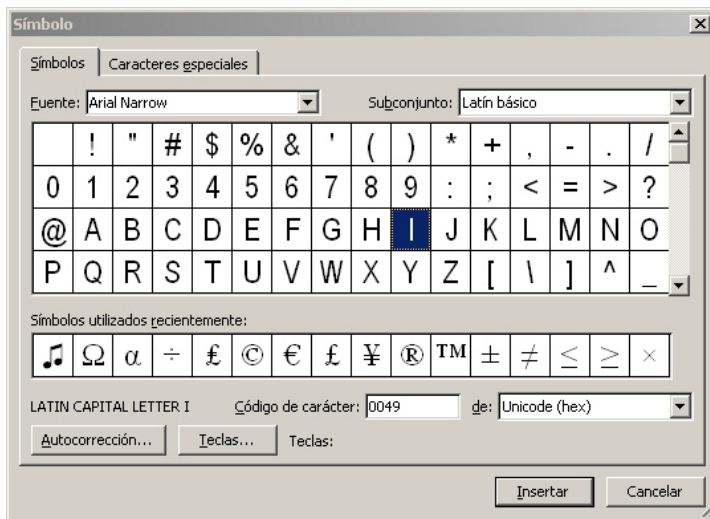 Símbolo
Símbolos Caracteres especiales
Fuente: Arial Narrow Subconjunto: Latín básico
! " # $ % & ' ( ) * + , - . /
0 1 2 3 4 5 6 7 8 9 : ; < = > ?
@ A B C D E F G H I J K L M N O
P Q R S T U V W X Y Z [ \ ] ^ _
Símbolos utilizados recientemente:
♫ Ω α ÷ £ © € £ ¥ ® ™ ± ≠ ≤ ≥ ×
LATIN CAPITAL LETTER I Código de carácter: 0049 de: Unicode (hex)
Autocorrección... Teclas... Teclas:
Insertar Cancelar